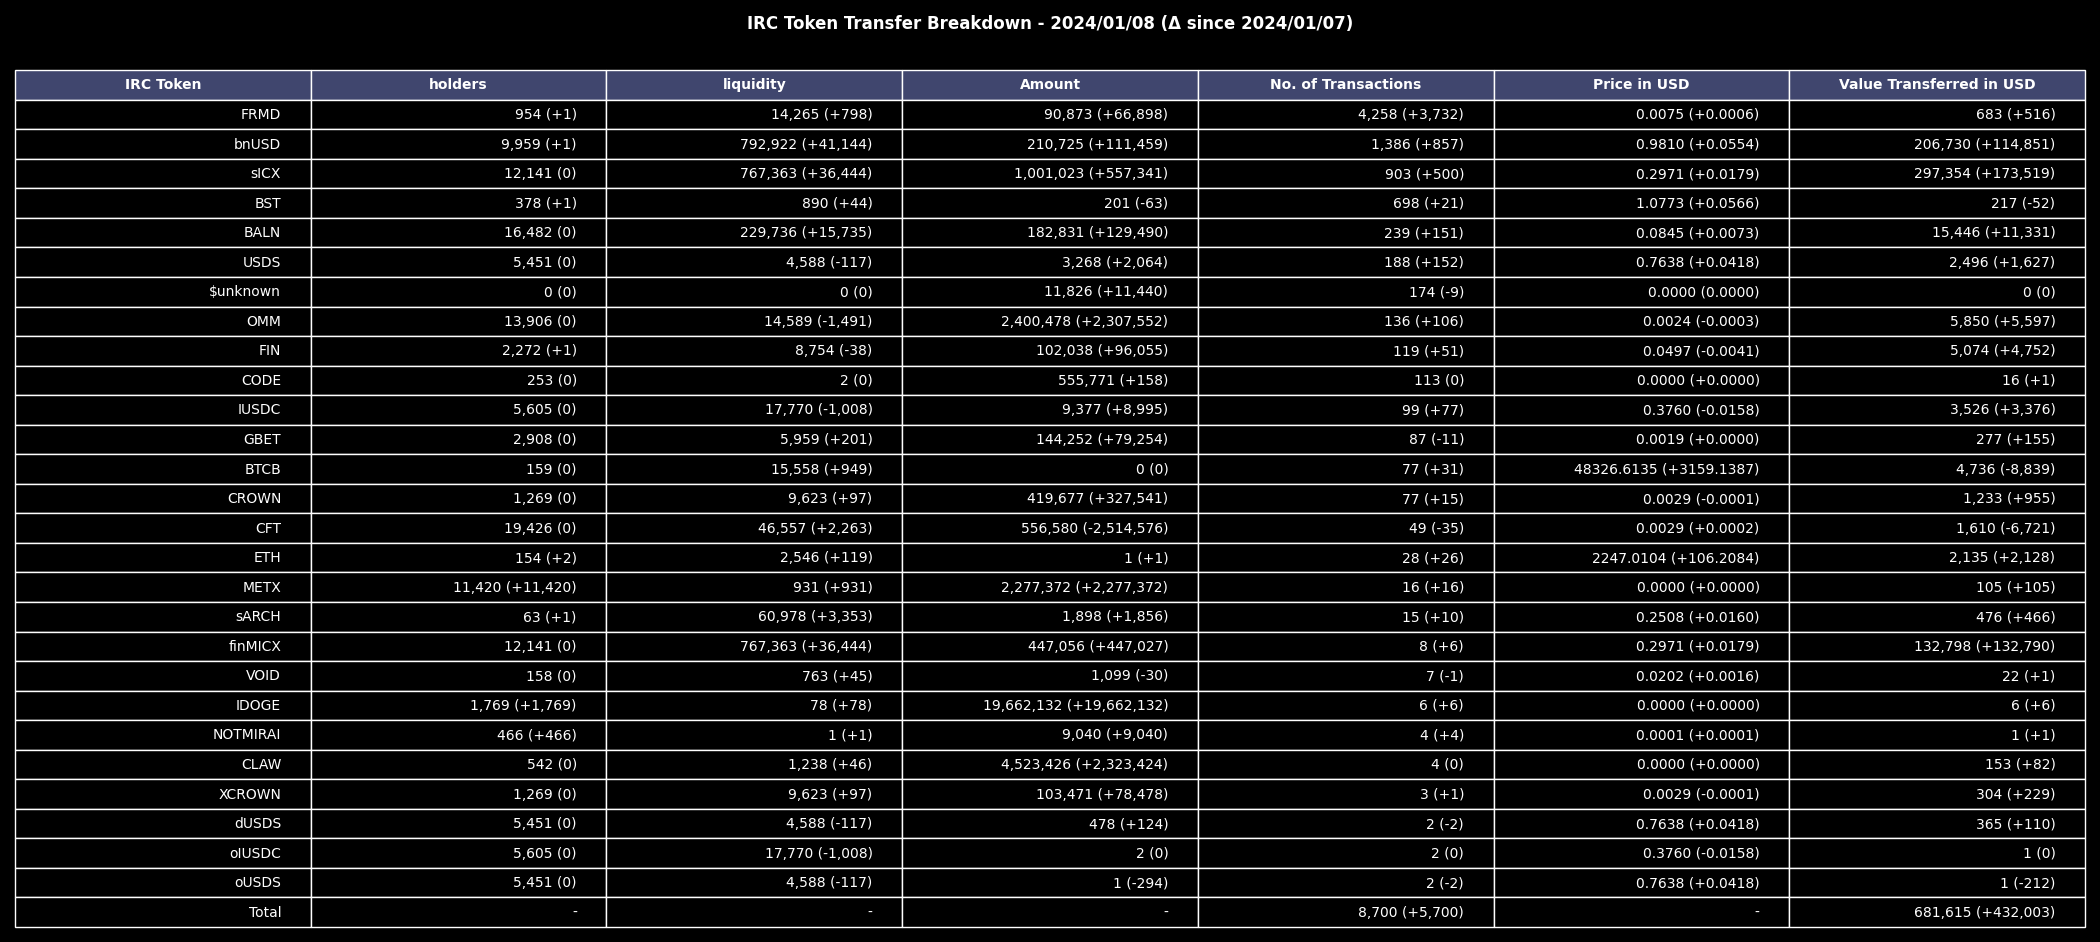 IRC Token Transfer Breakdown - 2024/01/08 (Δ since 2024/01/07)
IRC Token holders liquidity Amount No. of Transactions Price in USD Value Transferred in USD
FRMD 954 (+1) 14,265 (+798) 90,873 (+66,898) 4,258 (+3,732) 0.0075 (+0.0006) 683 (+516)
bnUSD 9,959 (+1) 792,922 (+41,144) 210,725 (+111,459) 1,386 (+857) 0.9810 (+0.0554) 206,730 (+114,851)
sICX 12,141 (0) 767,363 (+36,444) 1,001,023 (+557,341) 903 (+500) 0.2971 (+0.0179) 297,354 (+173,519)
BST 378 (+1) 890 (+44) 201 (-63) 698 (+21) 1.0773 (+0.0566) 217 (-52)
BALN 16,482 (0) 229,736 (+15,735) 182,831 (+129,490) 239 (+151) 0.0845 (+0.0073) 15,446 (+11,331)
USDS 5,451 (0) 4,588 (-117) 3,268 (+2,064) 188 (+152) 0.7638 (+0.0418) 2,496 (+1,627)
$unknown 0 (0) 0 (0) 11,826 (+11,440) 174 (-9) 0.0000 (0.0000) 0 (0)
OMM 13,906 (0) 14,589 (-1,491) 2,400,478 (+2,307,552) 136 (+106) 0.0024 (-0.0003) 5,850 (+5,597)
FIN 2,272 (+1) 8,754 (-38) 102,038 (+96,055) 119 (+51) 0.0497 (-0.0041) 5,074 (+4,752)
CODE 253 (0) 2 (0) 555,771 (+158) 113 (0) 0.0000 (+0.0000) 16 (+1)
IUSDC 5,605 (0) 17,770 (-1,008) 9,377 (+8,995) 99 (+77) 0.3760 (-0.0158) 3,526 (+3,376)
GBET 2,908 (0) 5,959 (+201) 144,252 (+79,254) 87 (-11) 0.0019 (+0.0000) 277 (+155)
BTCB 159 (0) 15,558 (+949) 0 (0) 77 (+31) 48326.6135 (+3159.1387) 4,736 (-8,839)
CROWN 1,269 (0) 9,623 (+97) 419,677 (+327,541) 77 (+15) 0.0029 (-0.0001) 1,233 (+955)
CFT 19,426 (0) 46,557 (+2,263) 556,580 (-2,514,576) 49 (-35) 0.0029 (+0.0002) 1,610 (-6,721)
ETH 154 (+2) 2,546 (+119) 1 (+1) 28 (+26) 2247.0104 (+106.2084) 2,135 (+2,128)
METX 11,420 (+11,420) 931 (+931) 2,277,372 (+2,277,372) 16 (+16) 0.0000 (+0.0000) 105 (+105)
sARCH 63 (+1) 60,978 (+3,353) 1,898 (+1,856) 15 (+10) 0.2508 (+0.0160) 476 (+466)
finMICX 12,141 (0) 767,363 (+36,444) 447,056 (+447,027) 8 (+6) 0.2971 (+0.0179) 132,798 (+132,790)
VOID 158 (0) 763 (+45) 1,099 (-30) 7 (-1) 0.0202 (+0.0016) 22 (+1)
IDOGE 1,769 (+1,769) 78 (+78) 19,662,132 (+19,662,132) 6 (+6) 0.0000 (+0.0000) 6 (+6)
NOTMIRAI 466 (+466) 1 (+1) 9,040 (+9,040) 4 (+4) 0.0001 (+0.0001) 1 (+1)
CLAW 542 (0) 1,238 (+46) 4,523,426 (+2,323,424) 4 (0) 0.0000 (+0.0000) 153 (+82)
XCROWN 1,269 (0) 9,623 (+97) 103,471 (+78,478) 3 (+1) 0.0029 (-0.0001) 304 (+229)
dUSDS 5,451 (0) 4,588 (-117) 478 (+124) 2 (-2) 0.7638 (+0.0418) 365 (+110)
oIUSDC 5,605 (0) 17,770 (-1,008) 2 (0) 2 (0) 0.3760 (-0.0158) 1 (0)
oUSDS 5,451 (0) 4,588 (-117) 1 (-294) 2 (-2) 0.7638 (+0.0418) 1 (-212)
Total - - - 8,700 (+5,700) - 681,615 (+432,003)